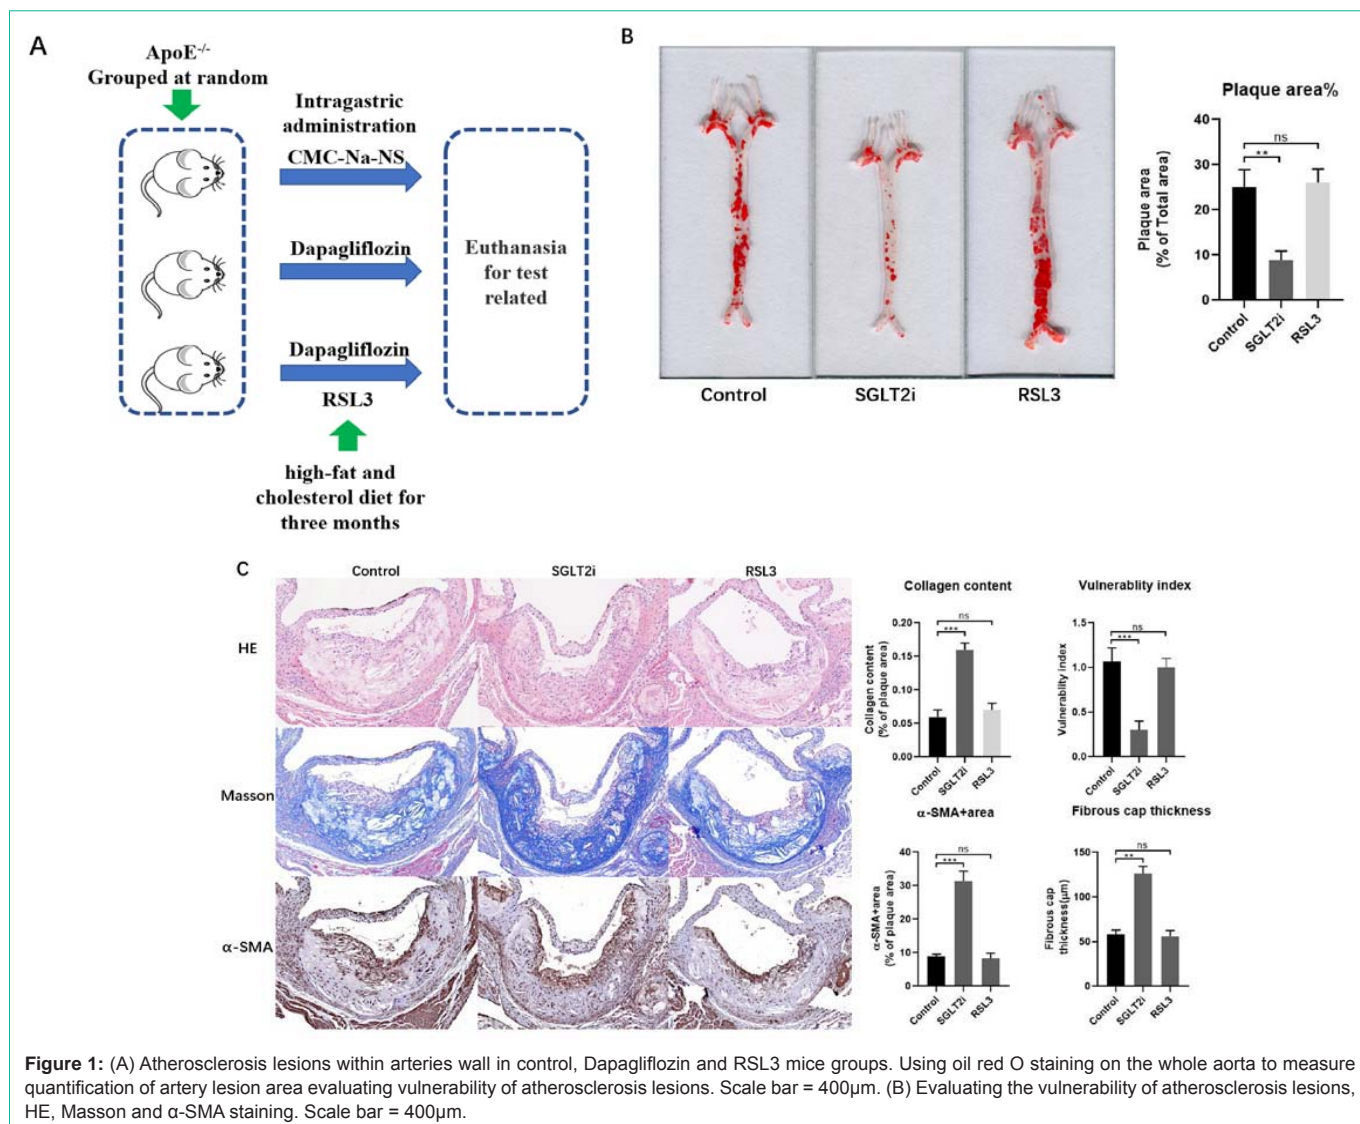 A
ApoE-/-
Grouped at random
Intragastric
administration
CMC-Na-NS
Dapagliflozin
Dapagliflozin
RSL3
high-fat and
cholesterol diet for
three months
Euthanasia
for test
related
B
Control
SGLT2i
RSL3
Plaque area%
Plaque area
(% of Total area)
40
30
20
10
0
ns
**
Control
SGLT2i
RSL3
C
Control
SGLT2i
RSL3
HE
Masson
α-SMA
Collagen content
Collagen content
(% of plaque area)
0.20
0.15
0.10
0.05
0.00
ns
***
Control
SGLT2i
RSL3
Vulnerablity index
Vulnerablity index
1.5
1.0
0.5
0.0
ns
***
Control
SGLT2i
RSL3
α-SMA+area
α-SMA+area
(% of plaque area)
40
30
20
10
0
ns
***
Control
SGLT2i
RSL3
Fibrous cap thickness
Fibrous cap
thickness(μm)
150
100
50
0
ns
**
Control
SGLT2i
RSL3
Figure 1: (A) Atherosclerosis lesions within arteries wall in control, Dapagliflozin and RSL3 mice groups. Using oil red O staining on the whole aorta to measure
quantification of artery lesion area evaluating vulnerability of atherosclerosis lesions. Scale bar = 400μm. (B) Evaluating the vulnerability of atherosclerosis lesions,
HE, Masson and α-SMA staining. Scale bar = 400μm.